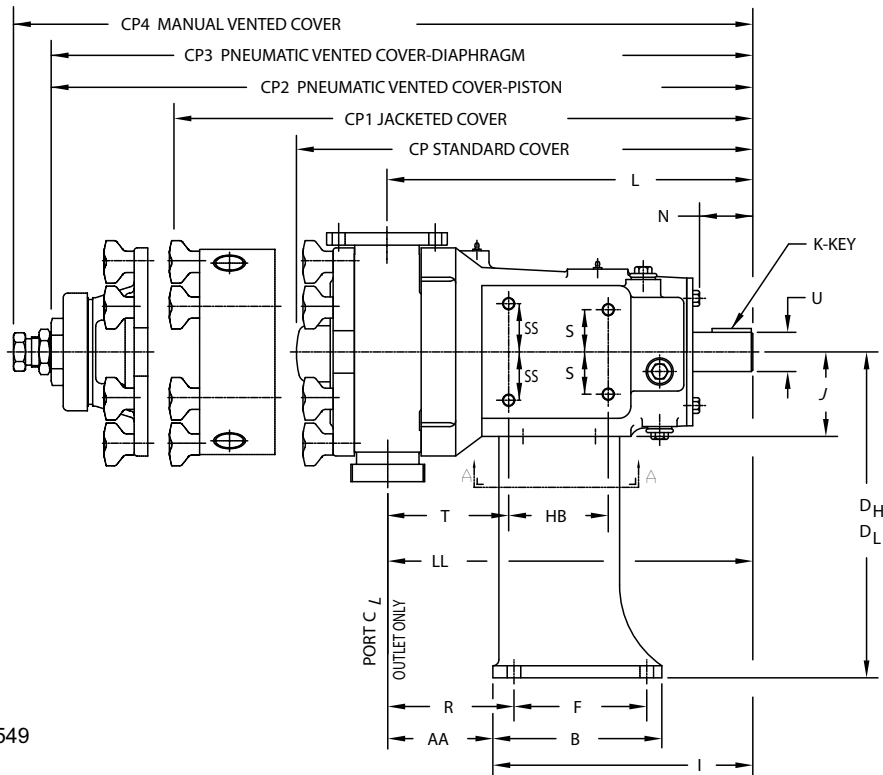 CP4 MANUAL VENTED COVER
CP3 PNEUMATIC VENTED COVER-DIAPHRAGM
CP2 PNEUMATIC VENTED COVER-PISTON
CP1 JACKETED COVER
CP STANDARD COVER
L
N
K-KEY
U
SS
S
SS
S
J
A
A
T
HB
DH
DL
LL
PORT CL
OUTLET ONLY
R
F
AA
B
I
549